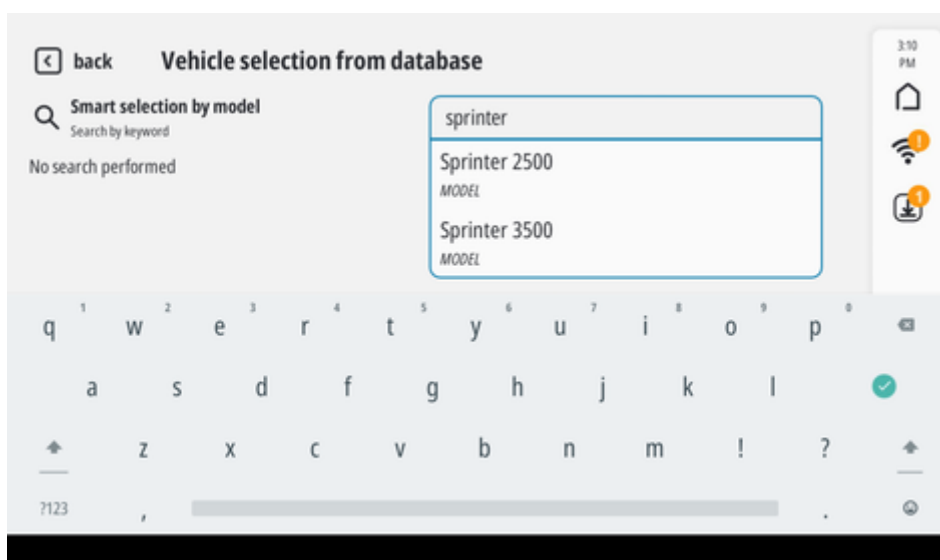 back Vehicle selection from database
3:10
PM
Smart selection by model
Search by keyword
No search performed
sprinter
Sprinter 2500
MODEL
Sprinter 3500
MODEL
!
1
q 1 w 2 e 3 r 4 t 5 y 6 u 7 i 8 o 9 p 0
a s d f g h j k l
z x c v b n m ! ?
?123 , .